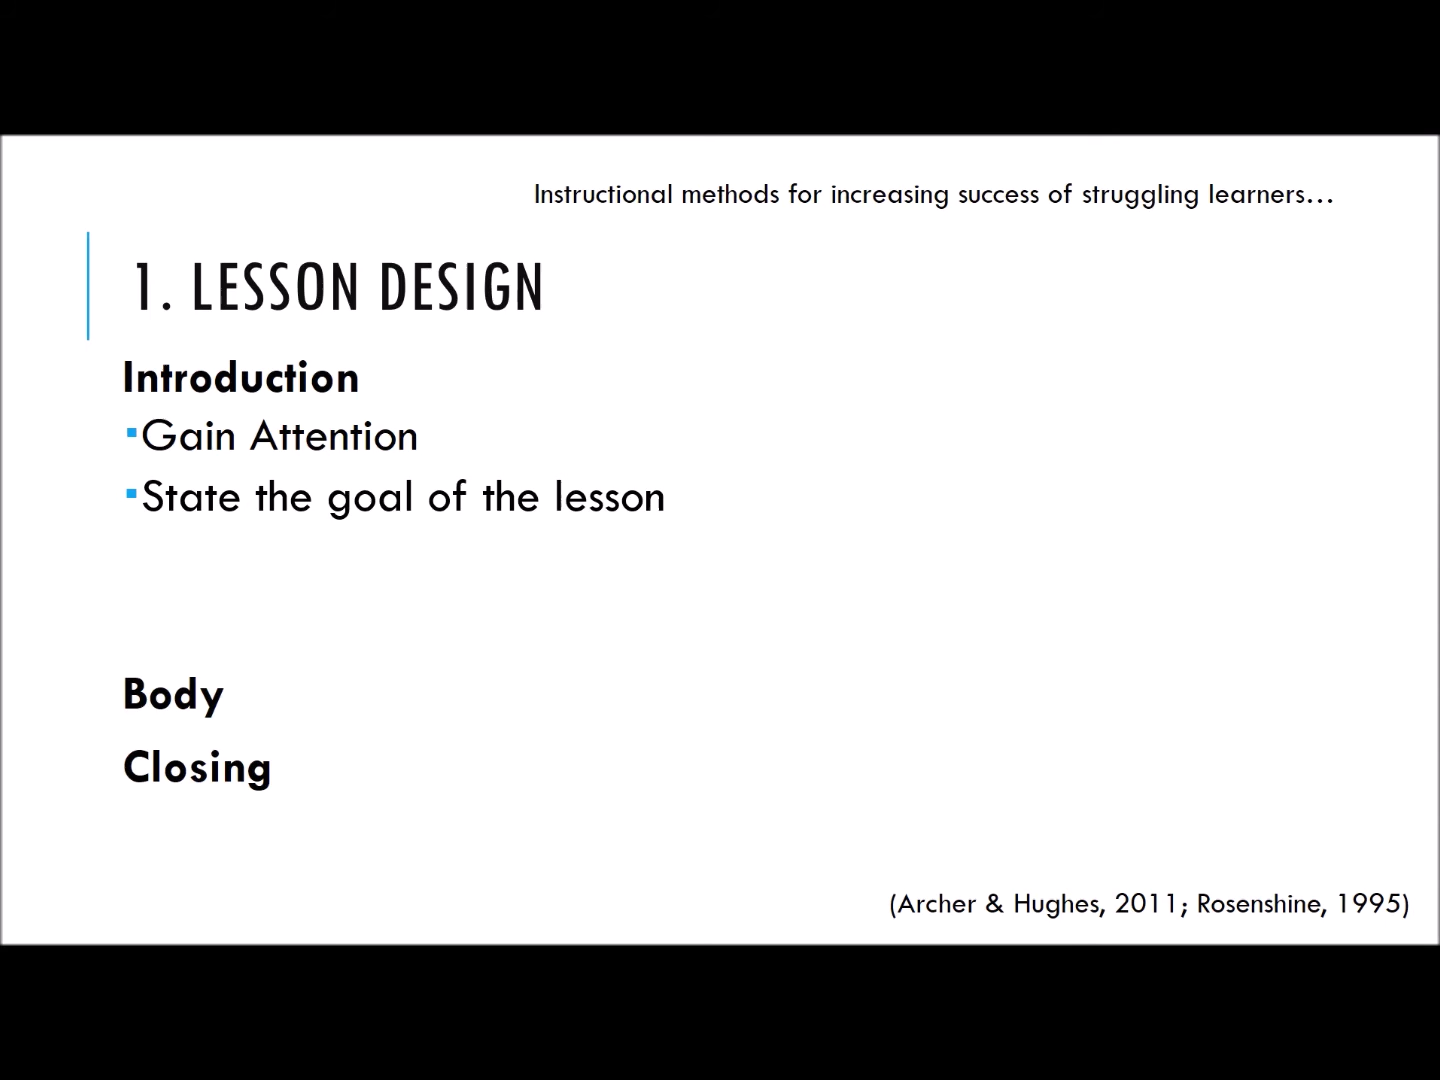 Instructional methods for increasing success of struggling learners...
1. LESSON DESIGN
Introduction
▪Gain Attention
▪State the goal of the lesson
Body
Closing
(Archer & Hughes, 2011; Rosenshine, 1995)